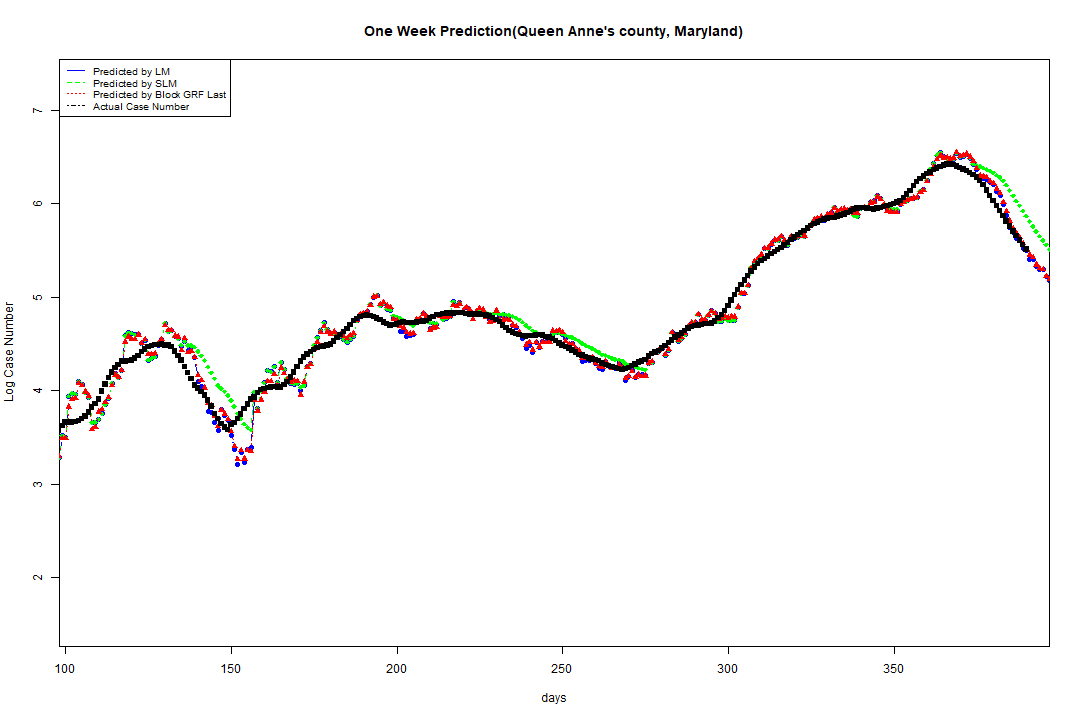 One Week Prediction(Queen Anne's county, Maryland)
Predicted by LM
Predicted by SLM
Predicted by Block GRF Last
Actual Case Number
7
6
5
4
3
2
Log Case Number
100 150 200 250 300 350
days